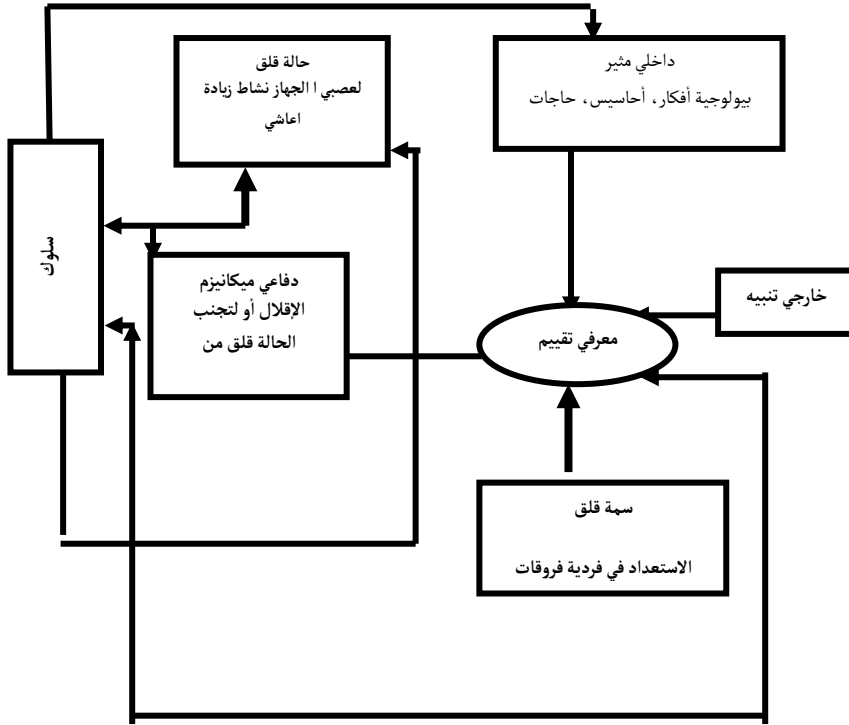 داخلي مثير
بيولوجية أفكار، أحاسيس، حاجات
حالة قلق
لعصبي ا الجهاز نشاط زيادة
اعاشي
سلوك
دفاعي ميكانيزم
الإقلال أو لتجنب
الحالة قلق من
خارجي تنبيه
معرفي تقييم
سمة قلق
الاستعداد في فردية فروقات